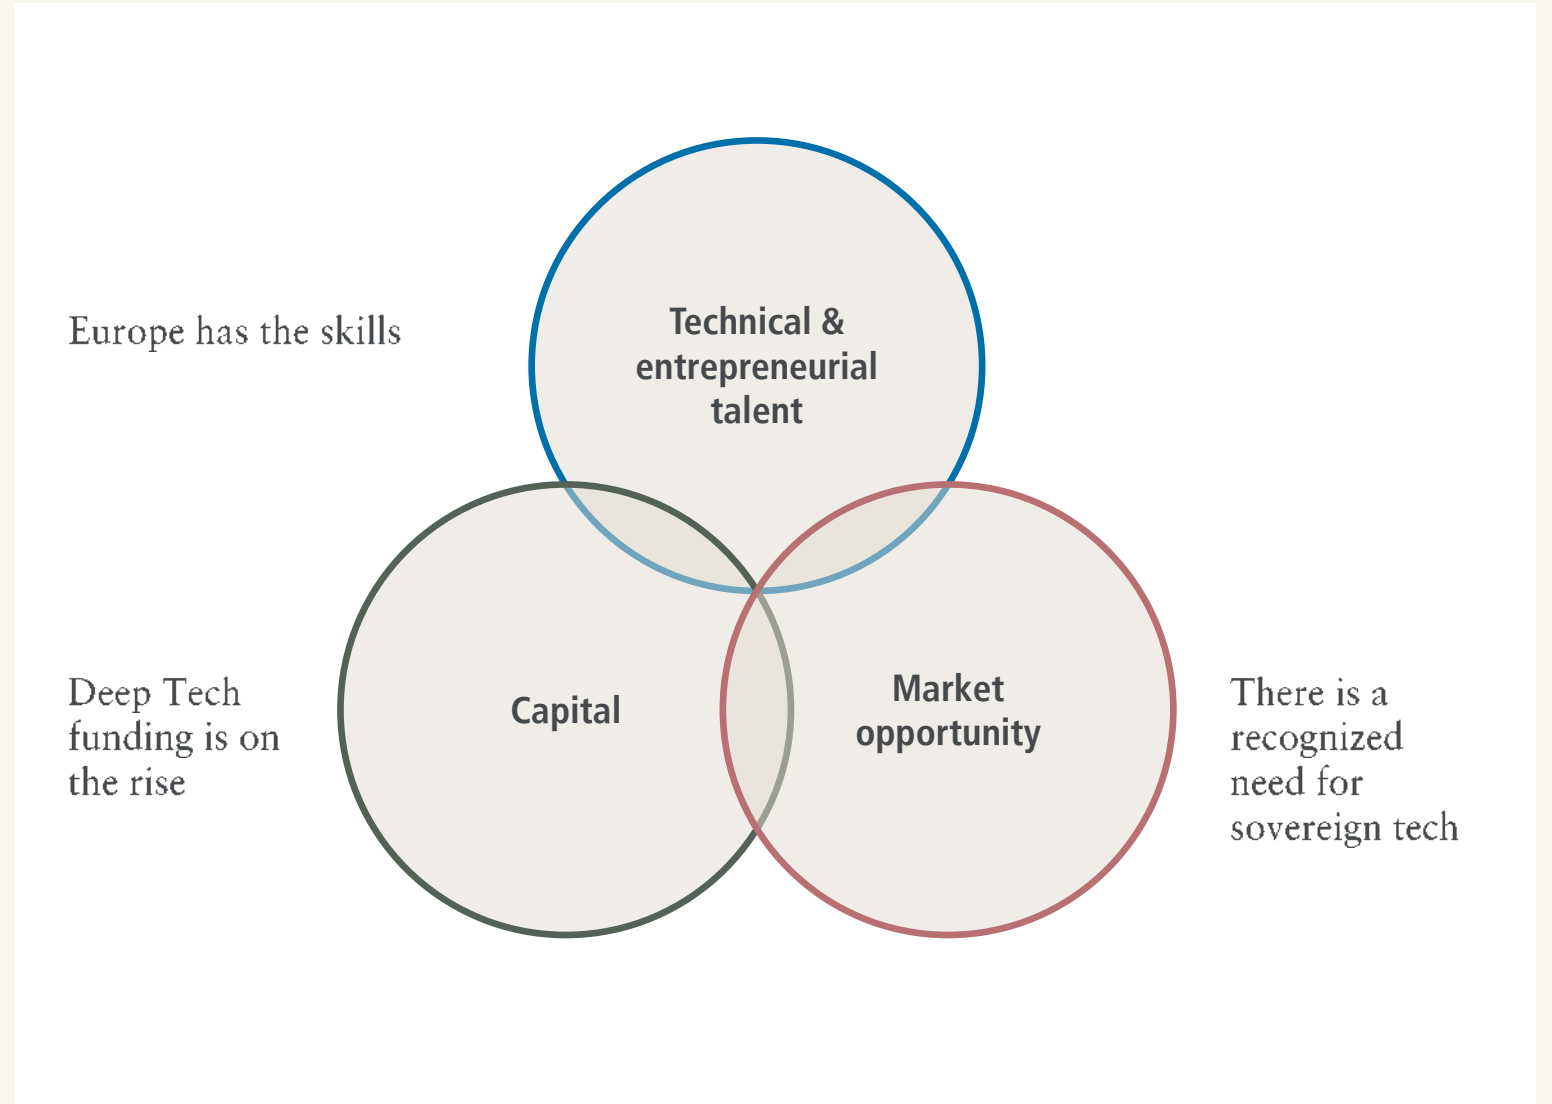 Europe has the skills
Technical &
entrepreneurial
talent
Deep Tech
funding is on
the rise
Capital
Market
opportunity
There is a
recognized
need for
sovereign tech